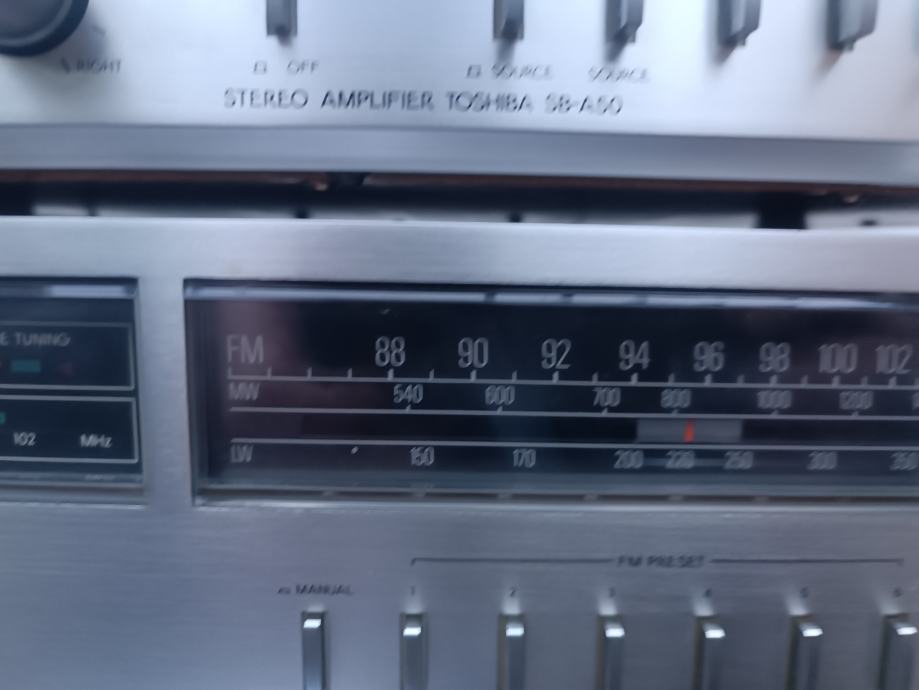 RIGHT
OFF
SOURCE
SOURCE
STEREO AMPLIFIER TOSHIBA SB-A50
E TUNING
102 MHz
FM 88 90 92 94 96 98 100 102
MW 540 600 700 800 1000 1200
LW 150 170 200 220 250 300 350
FM PRESET
MANUAL 1 2 3 4 5 6